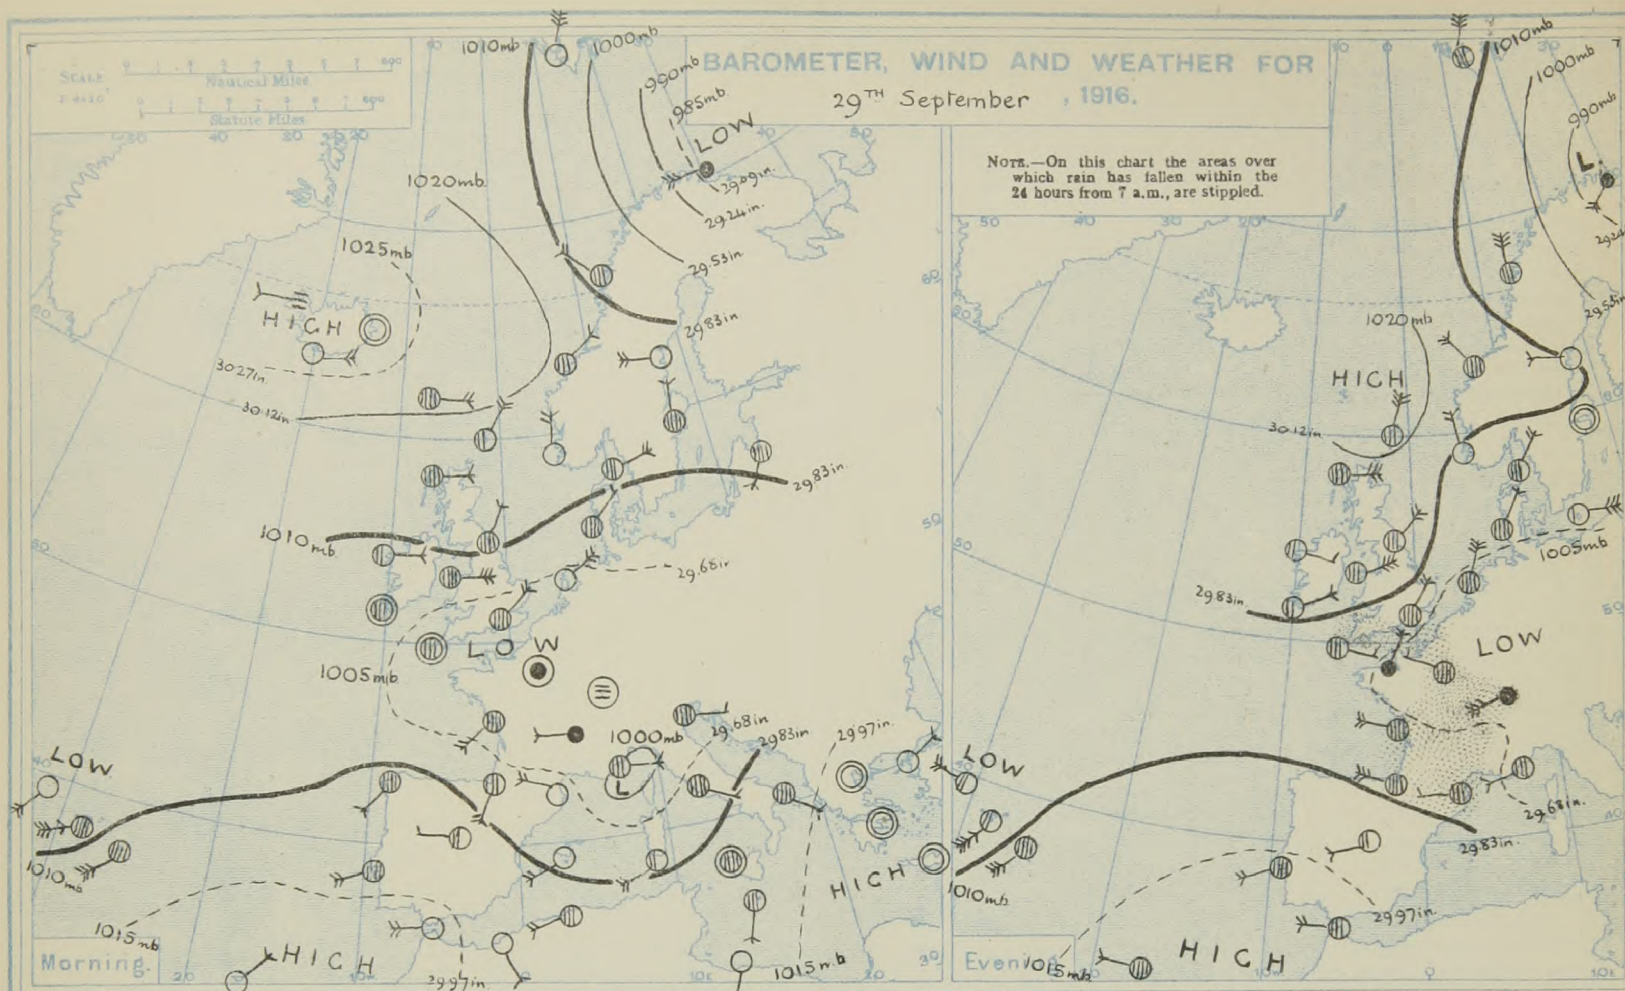 SCALE
Nautical Miles.
Statute Miles.
BAROMETER, WIND AND WEATHER FOR
29TH September , 1916.
NOTE.—On this chart the areas over
which rain has fallen within the
24 hours from 7 a.m., are stippled.
1010mb
1000mb
990mb
985mb
LOW
29.09in.
29.24in.
29.53in
29.83in
1020mb
1025mb
HIGH
30.27in.
30.12in
29.83in.
1010mb
29.68in
LOW
1005mb
1000mb
L
29.68in
29.83in
29.97in.
LOW
1010mb
1015mb
HIGH
29.97in
1015mb
HIGH
Morning.
1010mb
1000mb
990mb
L.
1020mb
HIGH
30.12in
29.53in
1005mb
29.83in.
LOW
LOW
1010mb
29.68in.
29.83in.
29.97in.
1015mb
HIGH
Evening